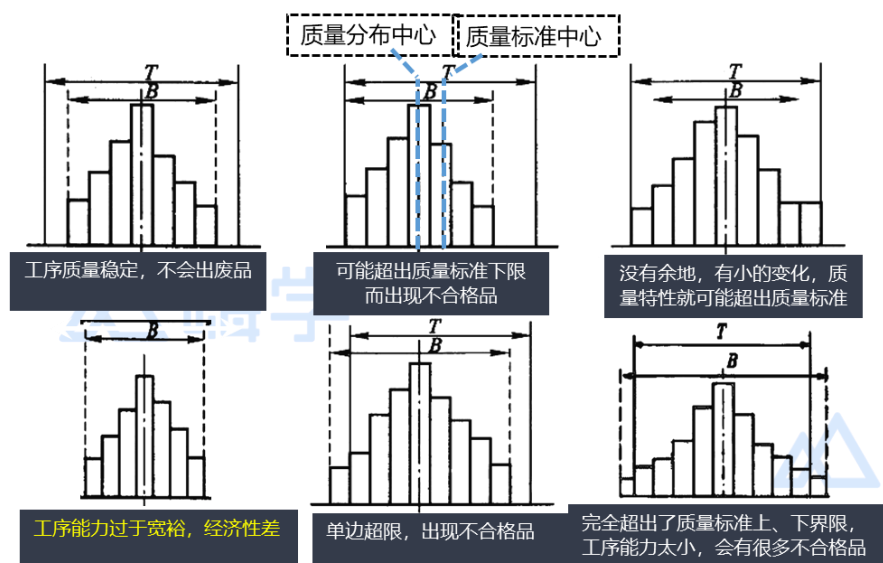 质量分布中心
质量标准中心
T
B
T
B
T
B
工序质量稳定，不会出废品
可能超出质量标准下限
而出现不合格品
没有余地，有小的变化，质
量特性就可能超出质量标准
嗨学
B
T
B
T
B
工序能力过于宽裕，经济性差
单边超限，出现不合格品
完全超出了质量标准上、下界限，
工序能力太小，会有很多不合格品